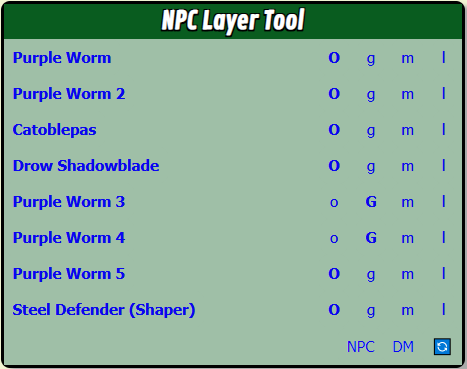 NPC Layer Tool
Purple Worm O g m l
Purple Worm 2 O g m l
Catoblepas O g m l
Drow Shadowblade O g m l
Purple Worm 3 o G m l
Purple Worm 4 o G m l
Purple Worm 5 O g m l
Steel Defender (Shaper) O g m l
NPC DM